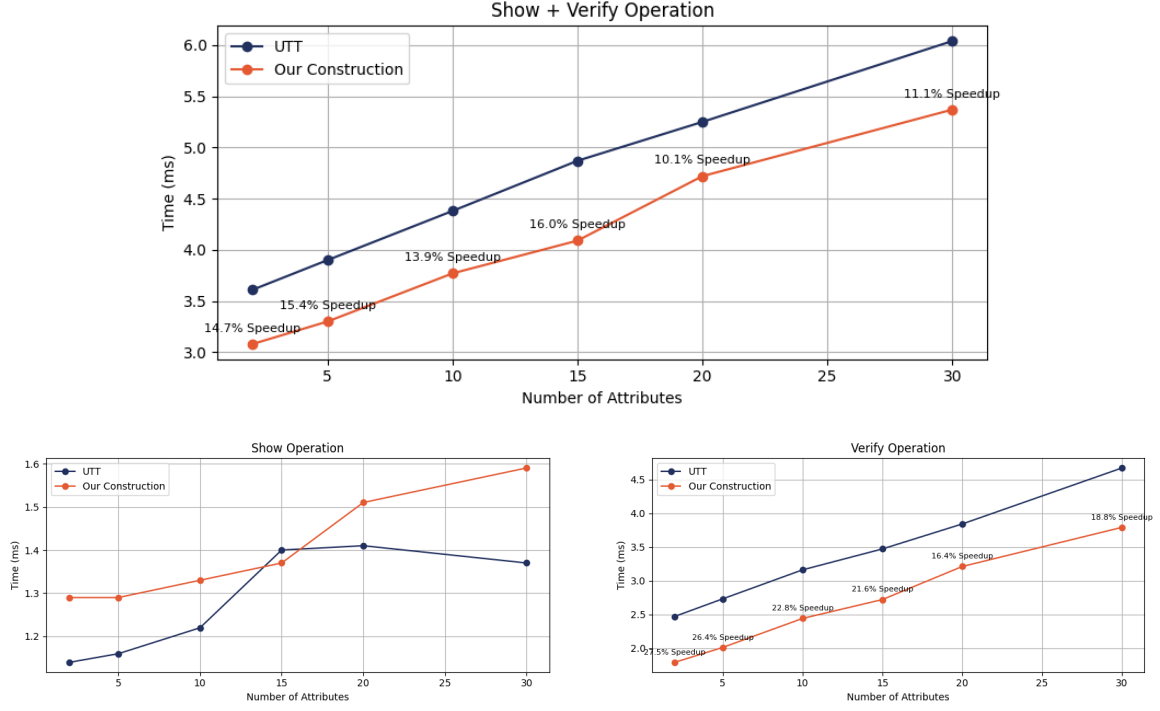 Show + Verify Operation
UTT
Our Construction
6.0
5.5
5.0
4.5
4.0
3.5
3.0
Time (ms)
14.7% Speedup
15.4% Speedup
13.9% Speedup
16.0% Speedup
10.1% Speedup
11.1% Speedup
5 10 15 20 25 30
Number of Attributes
Show Operation
UTT
Our Construction
1.6
1.5
1.4
1.3
1.2
Time (ms)
5 10 15 20 25 30
Number of Attributes
Verify Operation
UTT
Our Construction
4.5
4.0
3.5
3.0
2.5
2.0
Time (ms)
27.5% Speedup
26.4% Speedup
22.8% Speedup
21.6% Speedup
16.4% Speedup
18.8% Speedup
5 10 15 20 25 30
Number of Attributes